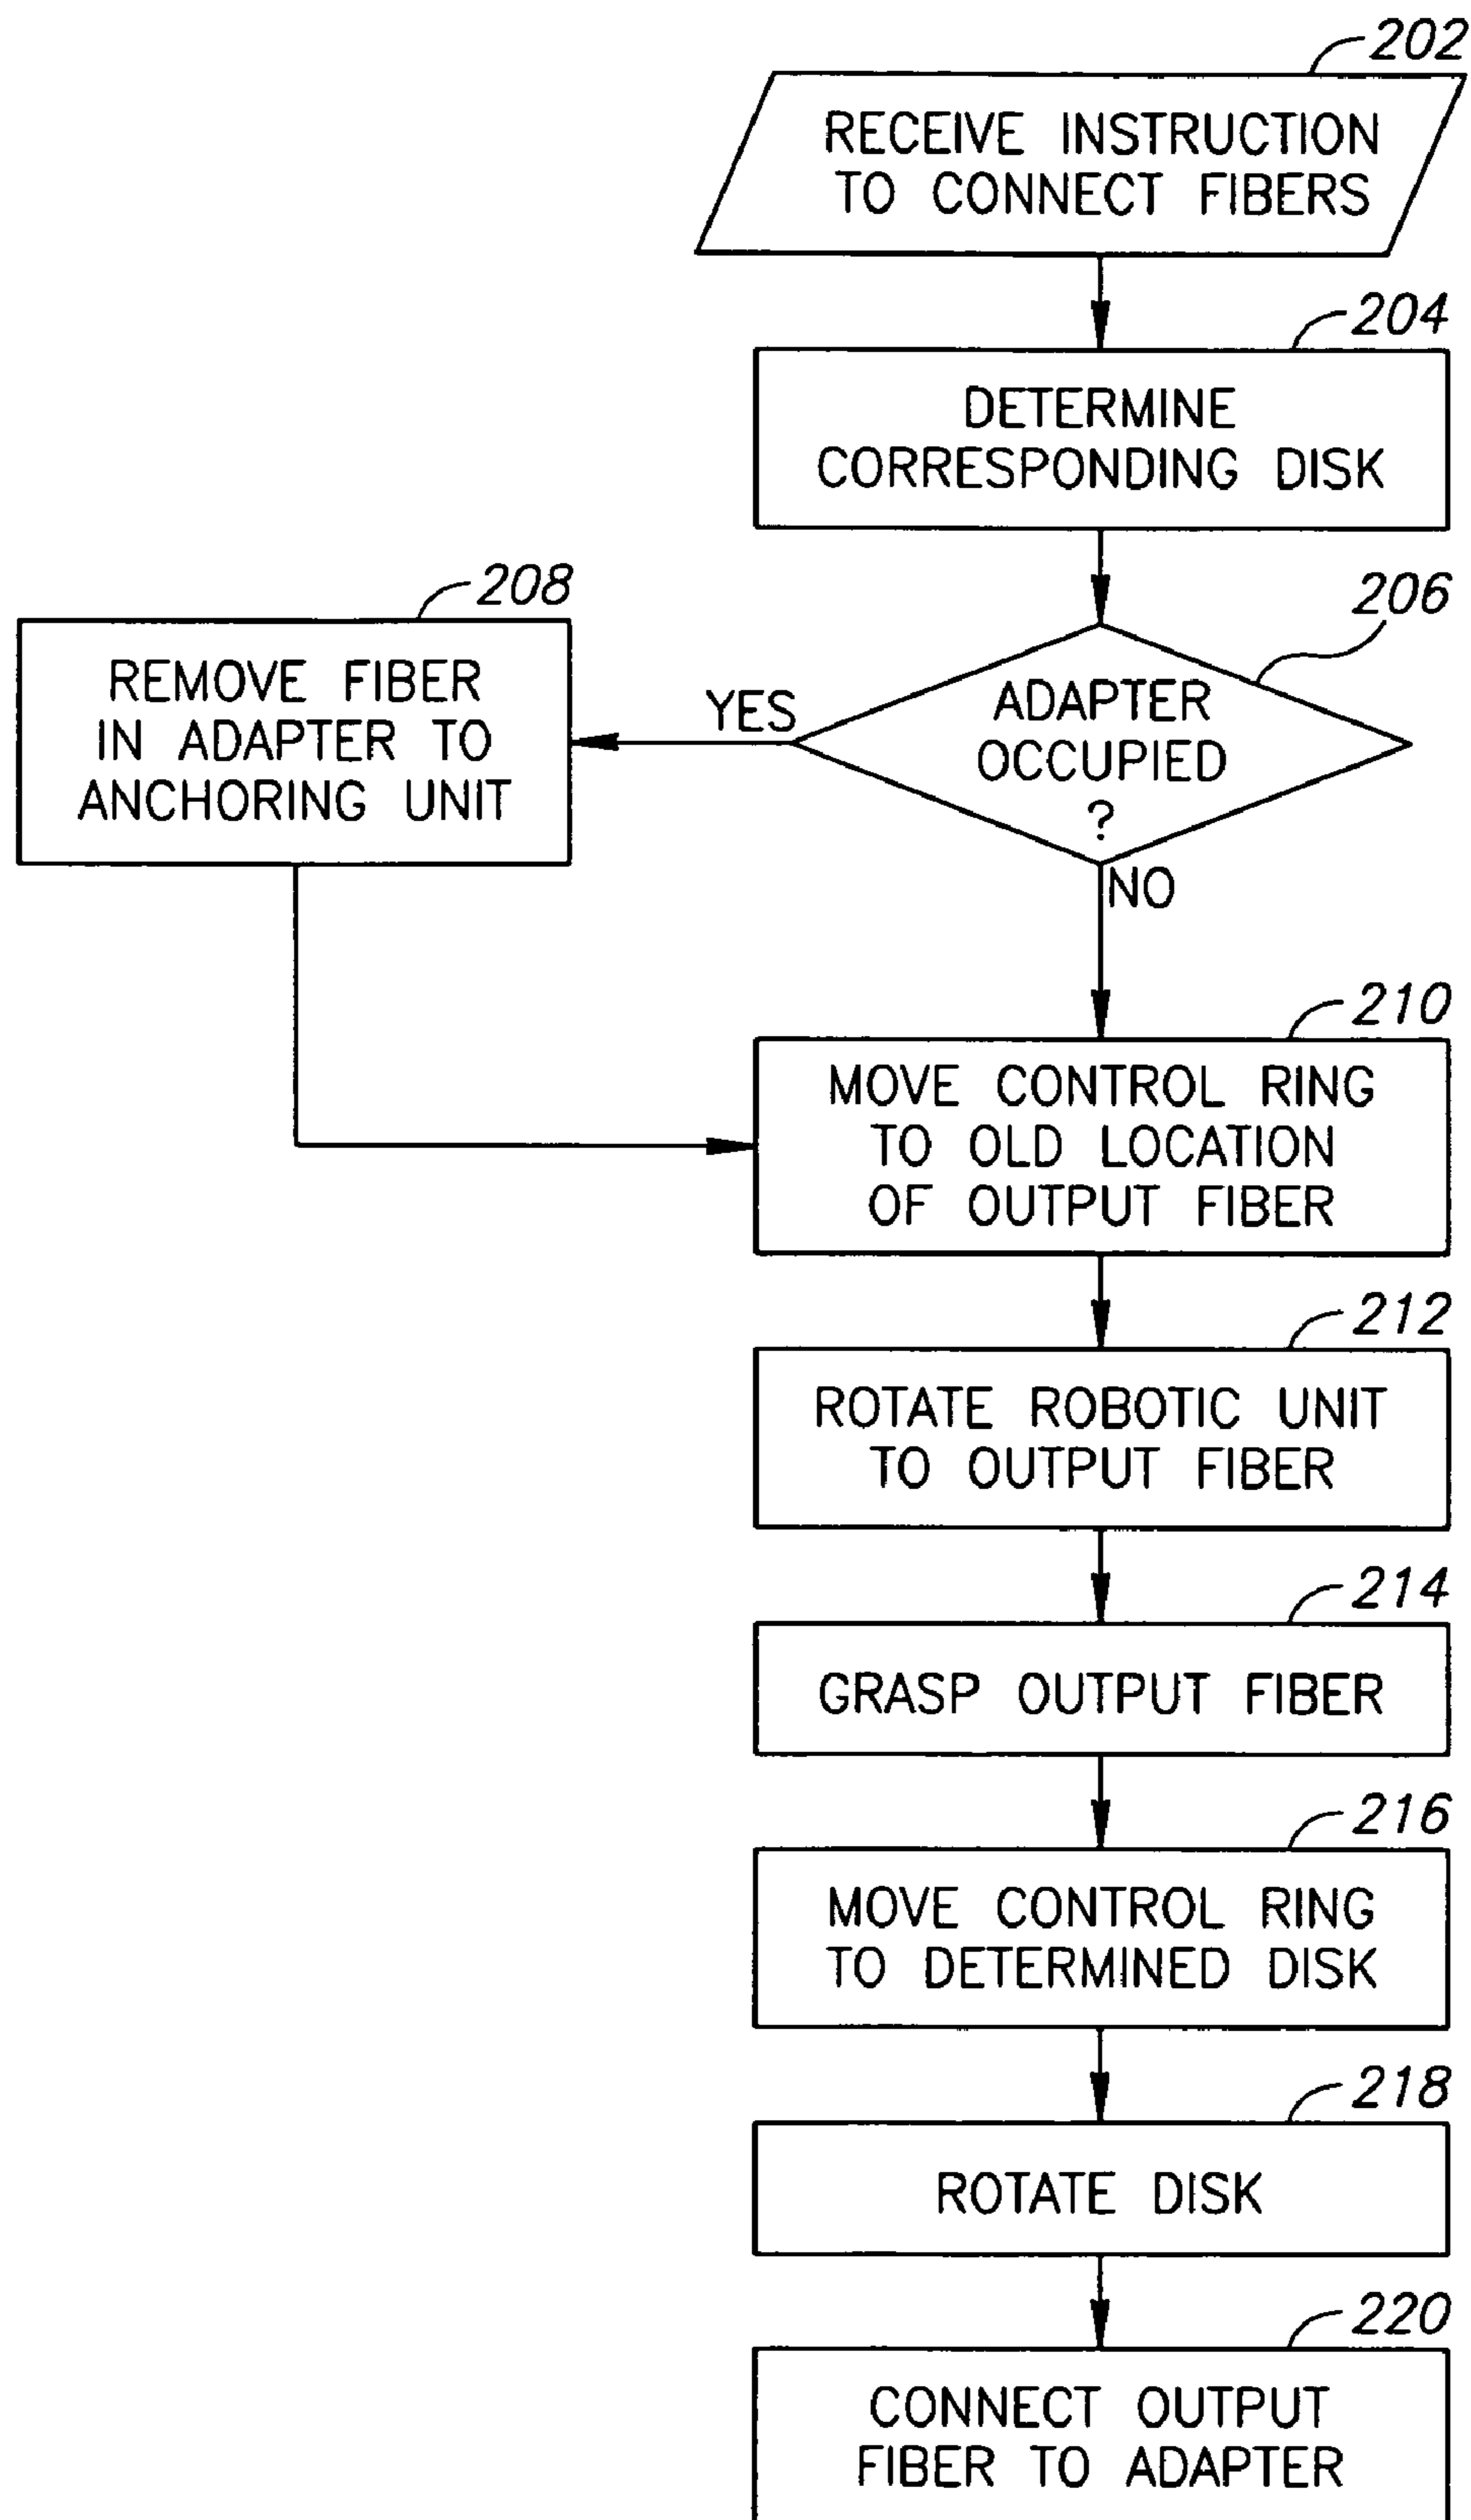 202
RECEIVE INSTRUCTION
TO CONNECT FIBERS
204
DETERMINE
CORRESPONDING DISK
206
ADAPTER
OCCUPIED
?
YES
NO
208
REMOVE FIBER
IN ADAPTER TO
ANCHORING UNIT
210
MOVE CONTROL RING
TO OLD LOCATION
OF OUTPUT FIBER
212
ROTATE ROBOTIC UNIT
TO OUTPUT FIBER
214
GRASP OUTPUT FIBER
216
MOVE CONTROL RING
TO DETERMINED DISK
218
ROTATE DISK
220
CONNECT OUTPUT
FIBER TO ADAPTER